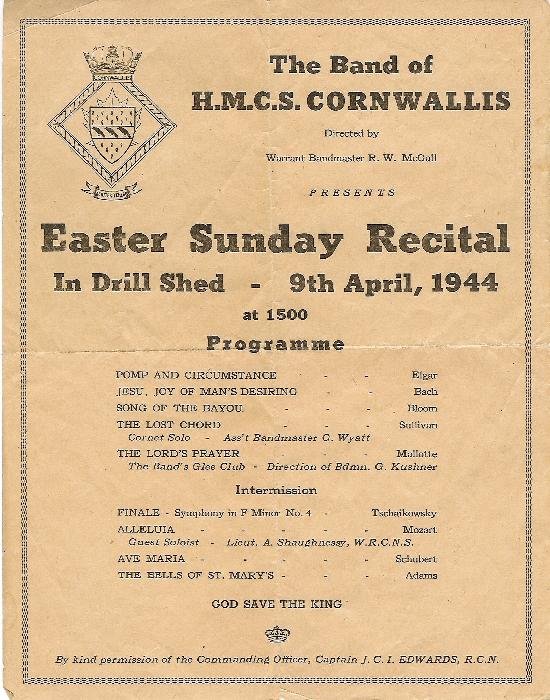 CORNWALLIS
The Band of
H.M.C.S. CORNWALLIS
Directed by
Warrant Bandmaster R. W. McCall
PRESENTS
Easter Sunday Recital
In Drill Shed - 9th April, 1944
at 1500
Programme
POMP AND CIRCUMSTANCE - - - Elgar
JESU, JOY OF MAN'S DESIRING - - - Bach
SONG OF THE BAYOU - - - - Bloom
THE LOST CHORD - - - - Sullivan
Cornet Solo - Ass't Bandmaster C. Wyatt
THE LORD'S PRAYER - - - - Mallotte
The Band's Glee Club - Direction of Bdmn. G. Kushner
Intermission
FINALE - Symphony in F Minor No. 4 - Tschaikowsky
ALLELUIA - - - - - Mozart
Guest Soloist - Lieut. A. Shaughnessy, W.R.C.N.S.
AVE MARIA - - - - - Schubert
THE BELLS OF ST. MARY'S - - - Adams
GOD SAVE THE KING
By kind permission of the Commanding Officer, Captain J. C. I. EDWARDS, R.C.N.